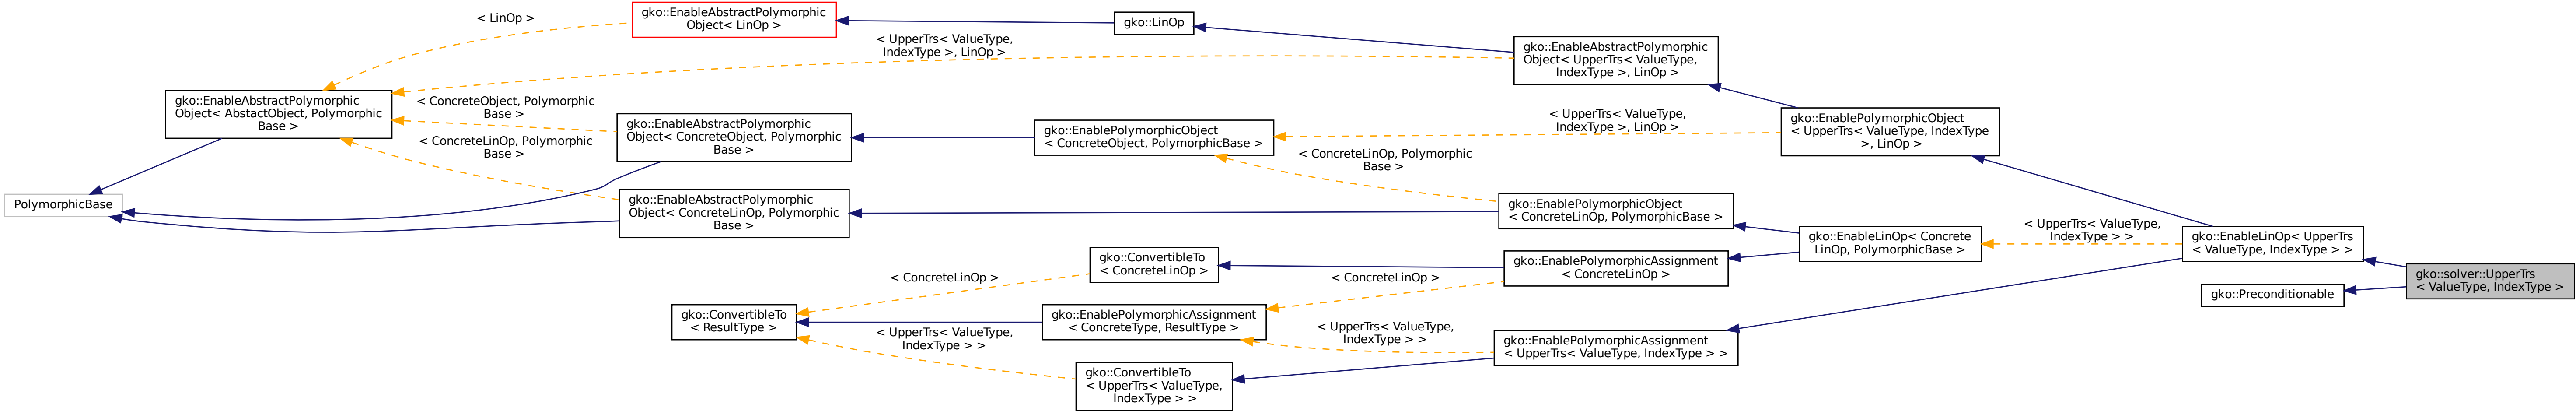 gko::EnableAbstractPolymorphic
Object< LinOp >
< LinOp >
gko::LinOp
< UpperTrs< ValueType,
IndexType >, LinOp >
gko::EnableAbstractPolymorphic
Object< UpperTrs< ValueType,
IndexType >, LinOp >
gko::EnableAbstractPolymorphic
Object< AbstactObject, Polymorphic
Base >
< ConcreteObject, Polymorphic
Base >
gko::EnableAbstractPolymorphic
Object< ConcreteObject, Polymorphic
Base >
gko::EnablePolymorphicObject
< ConcreteObject, PolymorphicBase >
< UpperTrs< ValueType,
IndexType >, LinOp >
gko::EnablePolymorphicObject
< UpperTrs< ValueType, IndexType
>, LinOp >
< ConcreteLinOp, Polymorphic
Base >
< ConcreteLinOp, Polymorphic
Base >
PolymorphicBase
gko::EnableAbstractPolymorphic
Object< ConcreteLinOp, Polymorphic
Base >
gko::EnablePolymorphicObject
< ConcreteLinOp, PolymorphicBase >
gko::EnableLinOp< Concrete
LinOp, PolymorphicBase >
< UpperTrs< ValueType,
IndexType > >
gko::EnableLinOp< UpperTrs
< ValueType, IndexType > >
gko::ConvertibleTo
< ConcreteLinOp >
gko::EnablePolymorphicAssignment
< ConcreteLinOp >
gko::solver::UpperTrs
< ValueType, IndexType >
< ConcreteLinOp >
< ConcreteLinOp >
gko::Preconditionable
gko::ConvertibleTo
< ResultType >
gko::EnablePolymorphicAssignment
< ConcreteType, ResultType >
< UpperTrs< ValueType,
IndexType > >
< UpperTrs< ValueType,
IndexType > >
gko::EnablePolymorphicAssignment
< UpperTrs< ValueType, IndexType > >
gko::ConvertibleTo
< UpperTrs< ValueType,
IndexType > >